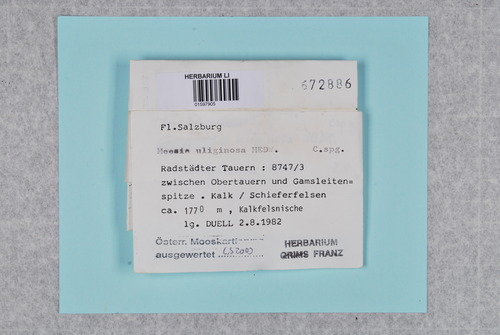 HERBARIUM LI
01597905
672886
Fl.Salzburg
Meesia uliginosa HEDW. C.spg.
Radstädter Tauern : 8747/3
zwischen Obertauern und Gamsleiten=
spitze . Kalk / Schieferfelsen
ca. 1770 m , Kalkfelsnische
lg. DUELL 2.8.1982
Österr. Mooskartierung
ausgewertet
HERBARIUM
GRIMS FRANZ